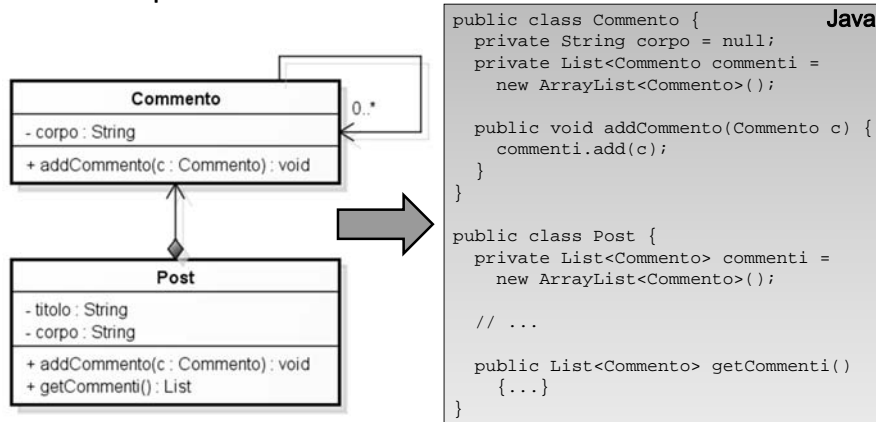 Commento
- corpo : String
+ addCommento(c : Commento) : void
0..*
Post
- titolo : String
- corpo : String
+ addCommento(c : Commento) : void
+ getCommenti() : List
Java
public class Commento {
private String corpo = null;
private List<Commento commenti =
new ArrayList<Commento>();
public void addCommento(Commento c) {
commenti.add(c);
}
}
public class Post {
private List<Commento> commenti =
new ArrayList<Commento>();
// ...
public List<Commento> getCommenti()
{...}
}